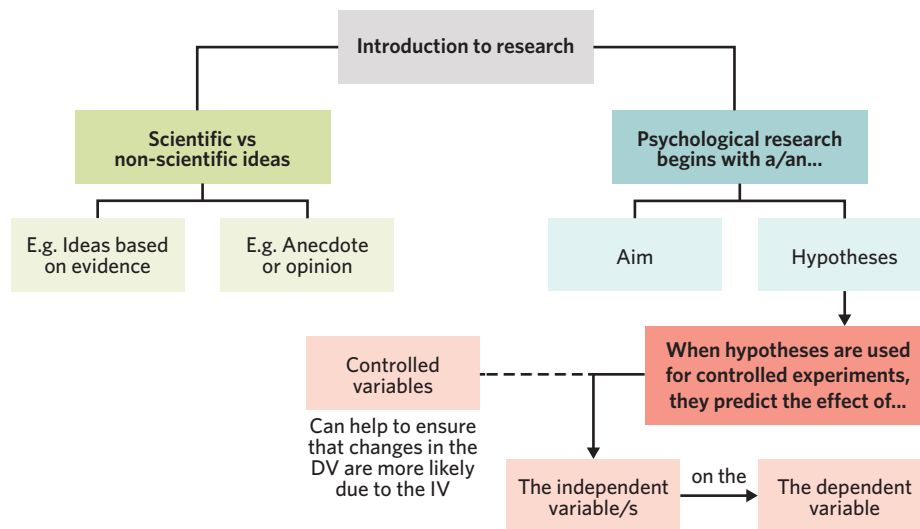 Introduction to research
Scientific vs
non-scientific ideas
Psychological research
begins with a/an...
E.g. Ideas based
on evidence
E.g. Anecdote
or opinion
Aim
Hypotheses
When hypotheses are used
for controlled experiments,
they predict the effect of...
Controlled
variables
Can help to ensure
that changes in the
DV are more likely
due to the IV
The independent
variable/s
on the
The dependent
variable